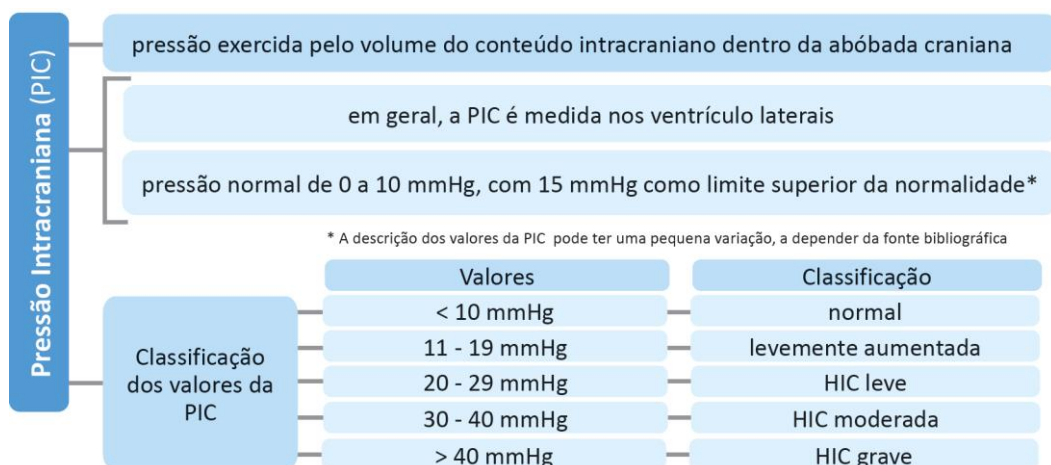 Pressão Intracraniana (PIC)
pressão exercida pelo volume do conteúdo intracraniano dentro da abóbada craniana
em geral, a PIC é medida nos ventrículo laterais
pressão normal de 0 a 10 mmHg, com 15 mmHg como limite superior da normalidade*
* A descrição dos valores da PIC pode ter uma pequena variação, a depender da fonte bibliográfica
Classificação
dos valores da
PIC
Valores Classificação
< 10 mmHg normal
11 - 19 mmHg levemente aumentada
20 - 29 mmHg HIC leve
30 - 40 mmHg HIC moderada
> 40 mmHg HIC grave